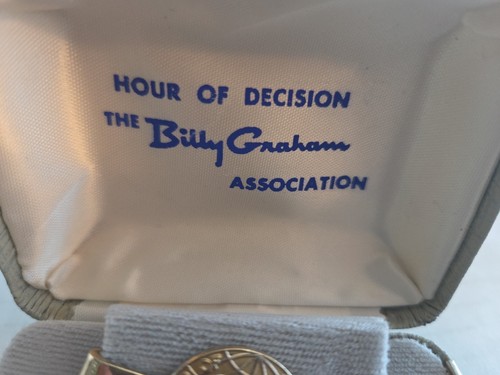 HOUR OF DECISION
THE Billy Graham
ASSOCIATION